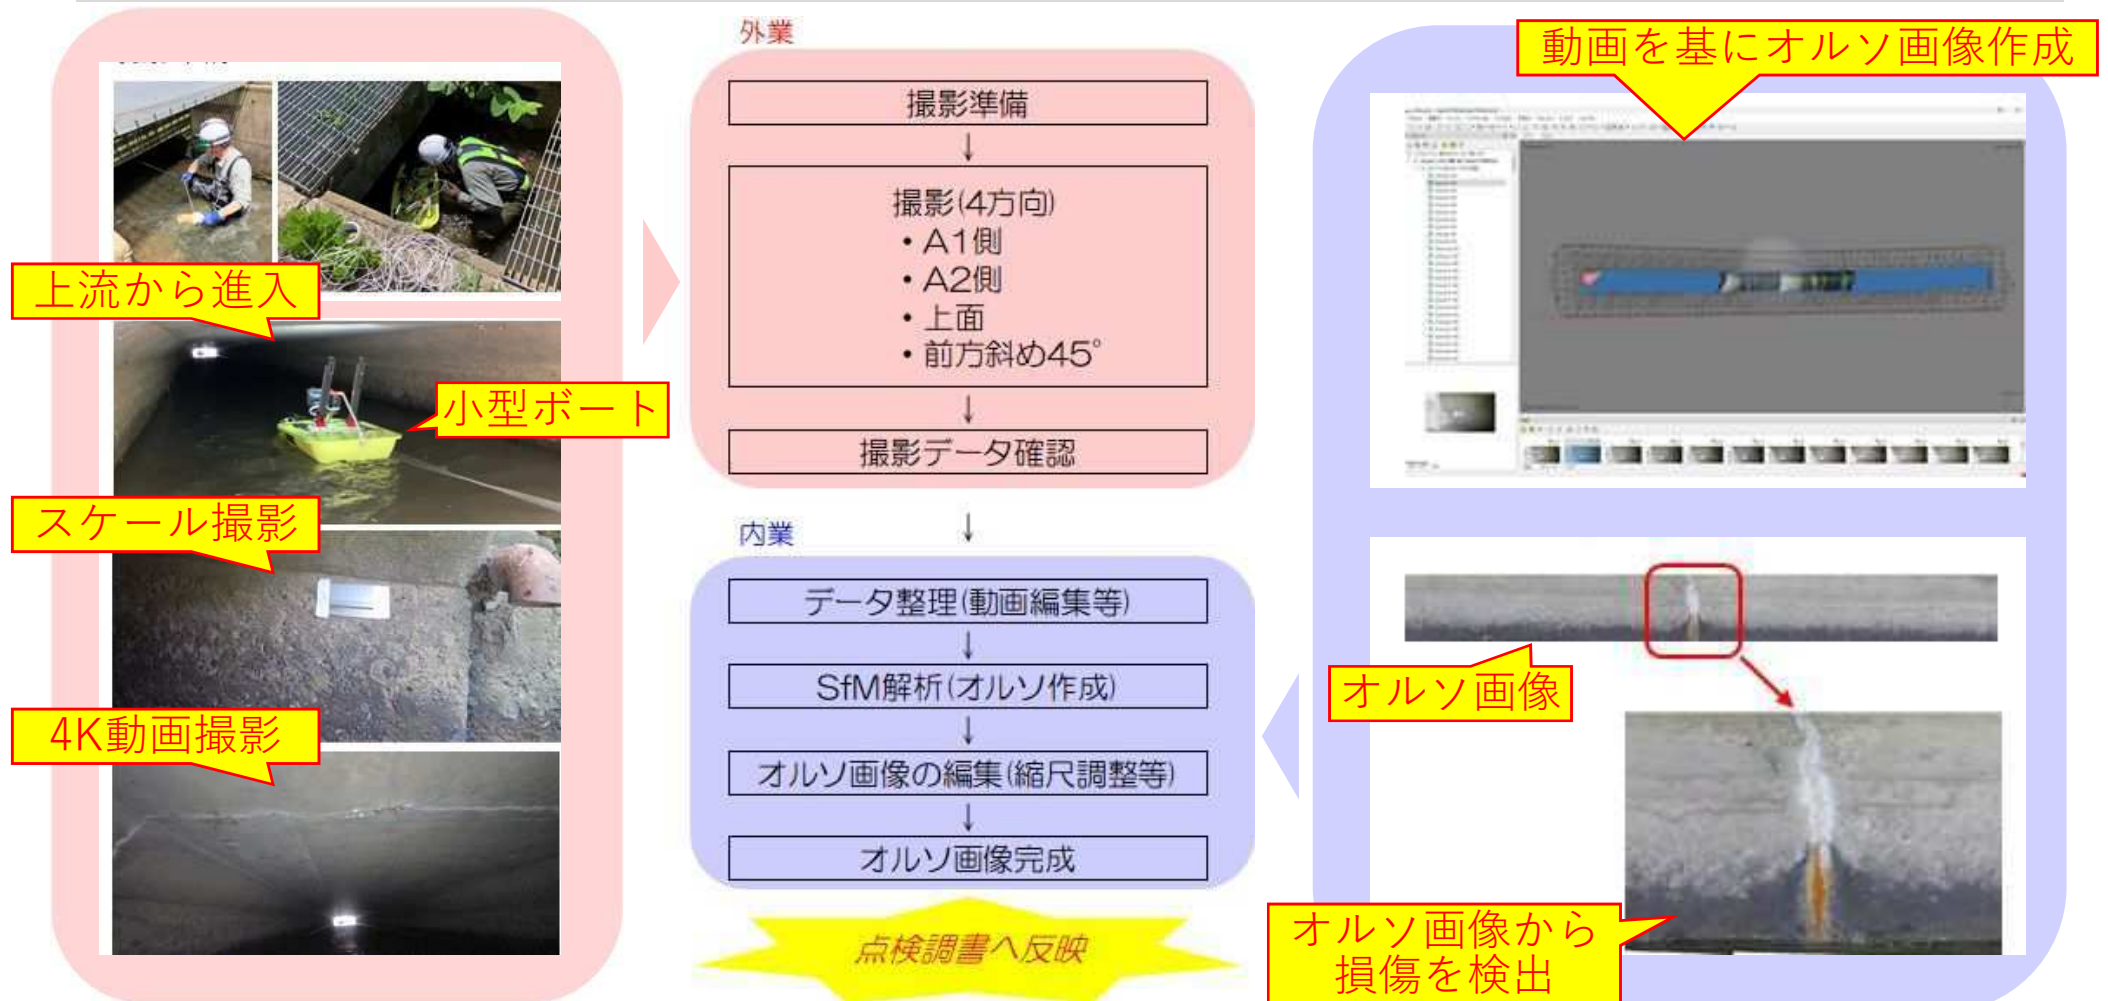 上流から進入
小型ボート
スケール撮影
4K動画撮影
外業
撮影準備
↓
撮影(4方向)
・A1側
・A2側
・上面
・前方斜め45°
↓
撮影データ確認
↓
内業
データ整理(動画編集等)
↓
SfM解析(オルソ作成)
↓
オルソ画像の編集(縮尺調整等)
↓
オルソ画像完成
点検調書へ反映
動画を基にオルソ画像作成
オルソ画像
オルソ画像から
損傷を検出